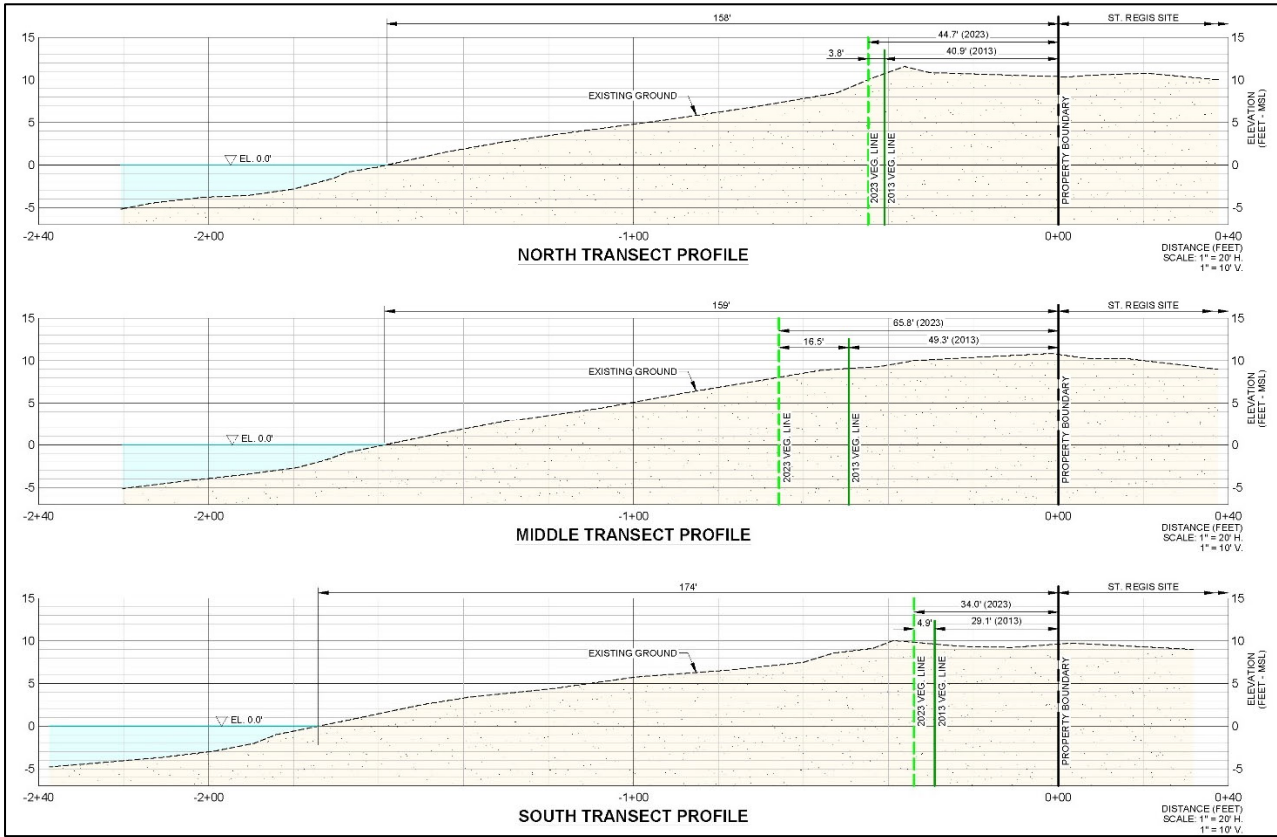 158'
ST. REGIS SITE
44.7' (2023)
3.8'
40.9' (2013)
15
10
5
0
-5
EXISTING GROUND
EL. 0.0'
2023 VEG. LINE
2013 VEG. LINE
PROPERTY BOUNDARY
15
10
5
0
-5
ELEVATION
(FEET - MSL)
-2+40
-2+00
-1+00
0+00
0+40
NORTH TRANSECT PROFILE
DISTANCE (FEET)
SCALE: 1" = 20' H.
1" = 10' V.
159'
ST. REGIS SITE
65.8' (2023)
16.5'
49.3' (2013)
15
10
5
0
-5
EXISTING GROUND
EL. 0.0'
2023 VEG. LINE
2013 VEG. LINE
PROPERTY BOUNDARY
15
10
5
0
-5
ELEVATION
(FEET - MSL)
-2+40
-2+00
-1+00
0+00
0+40
MIDDLE TRANSECT PROFILE
DISTANCE (FEET)
SCALE: 1" = 20' H.
1" = 10' V.
174'
ST. REGIS SITE
34.0' (2023)
4.9'
29.1' (2013)
15
10
5
0
-5
EXISTING GROUND
EL. 0.0'
2023 VEG. LINE
2013 VEG. LINE
PROPERTY BOUNDARY
15
10
5
0
-5
ELEVATION
(FEET - MSL)
-2+40
-2+00
-1+00
0+00
0+40
SOUTH TRANSECT PROFILE
DISTANCE (FEET)
SCALE: 1" = 20' H.
1" = 10' V.